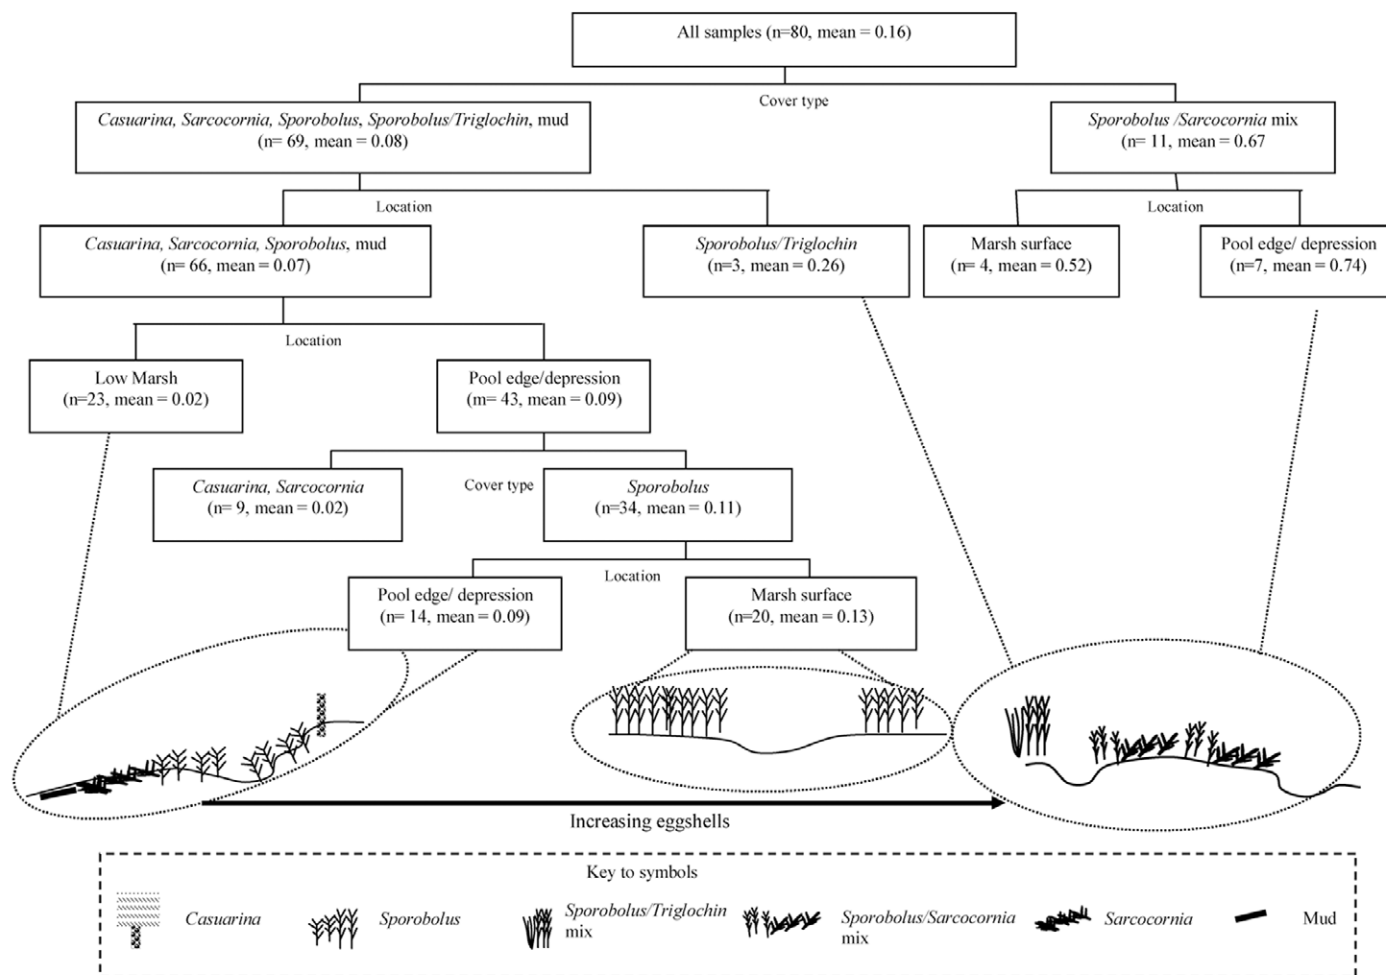 All samples (n=80, mean = 0.16)
Cover type
Casuarina, Sarcocornia, Sporobolus, Sporobolus/Triglochin, mud
(n= 69, mean = 0.08)
Sporobolus /Sarcocornia mix
(n= 11, mean = 0.67
Location
Location
Casuarina, Sarcocornia, Sporobolus, mud
(n= 66, mean = 0.07)
Sporobolus/Triglochin
(n=3, mean = 0.26)
Marsh surface
(n= 4, mean = 0.52)
Pool edge/ depression
(n=7, mean = 0.74)
Location
Low Marsh
(n=23, mean = 0.02)
Pool edge/depression
(m= 43, mean = 0.09)
Cover type
Casuarina, Sarcocornia
(n= 9, mean = 0.02)
Sporobolus
(n=34, mean = 0.11)
Location
Pool edge/ depression
(n= 14, mean = 0.09)
Marsh surface
(n=20, mean = 0.13)
Increasing eggshells
Key to symbols
Casuarina
Sporobolus
Sporobolus/Triglochin
mix
Sporobolus/Sarcocornia
mix
Sarcocornia
Mud